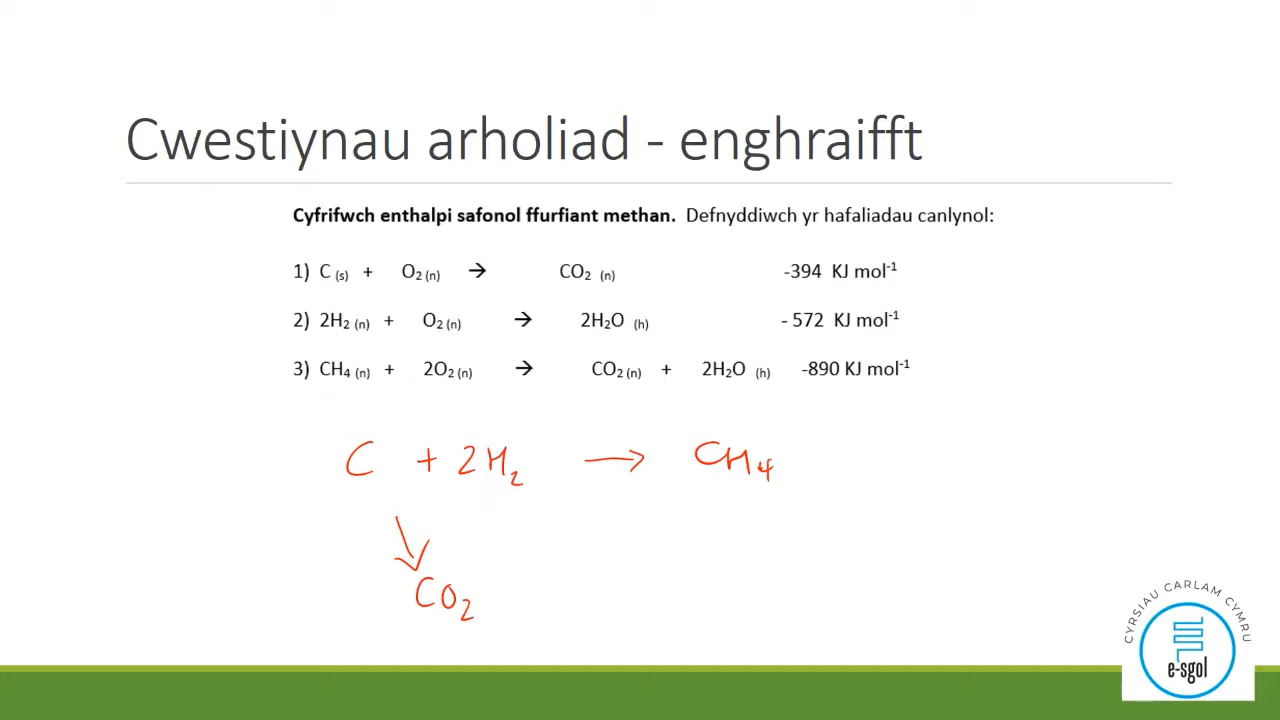 Cwestiynau arholiad - enghraifft
Cyfrifwch enthalpi safonol ffurfiant methan. Defnyddiwch yr hafaliadau canlynol:
1) C (s) + O₂ (n) → CO₂ (n) -394 KJ mol⁻¹
2) 2H₂ (n) + O₂ (n) → 2H₂O (h) - 572 KJ mol⁻¹
3) CH₄ (n) + 2O₂ (n) → CO₂ (n) + 2H₂O (h) -890 KJ mol⁻¹
C + 2H₂ → CH₄
↘
CO₂
CYRSIAU CARLAM CYMRU
e-sgol